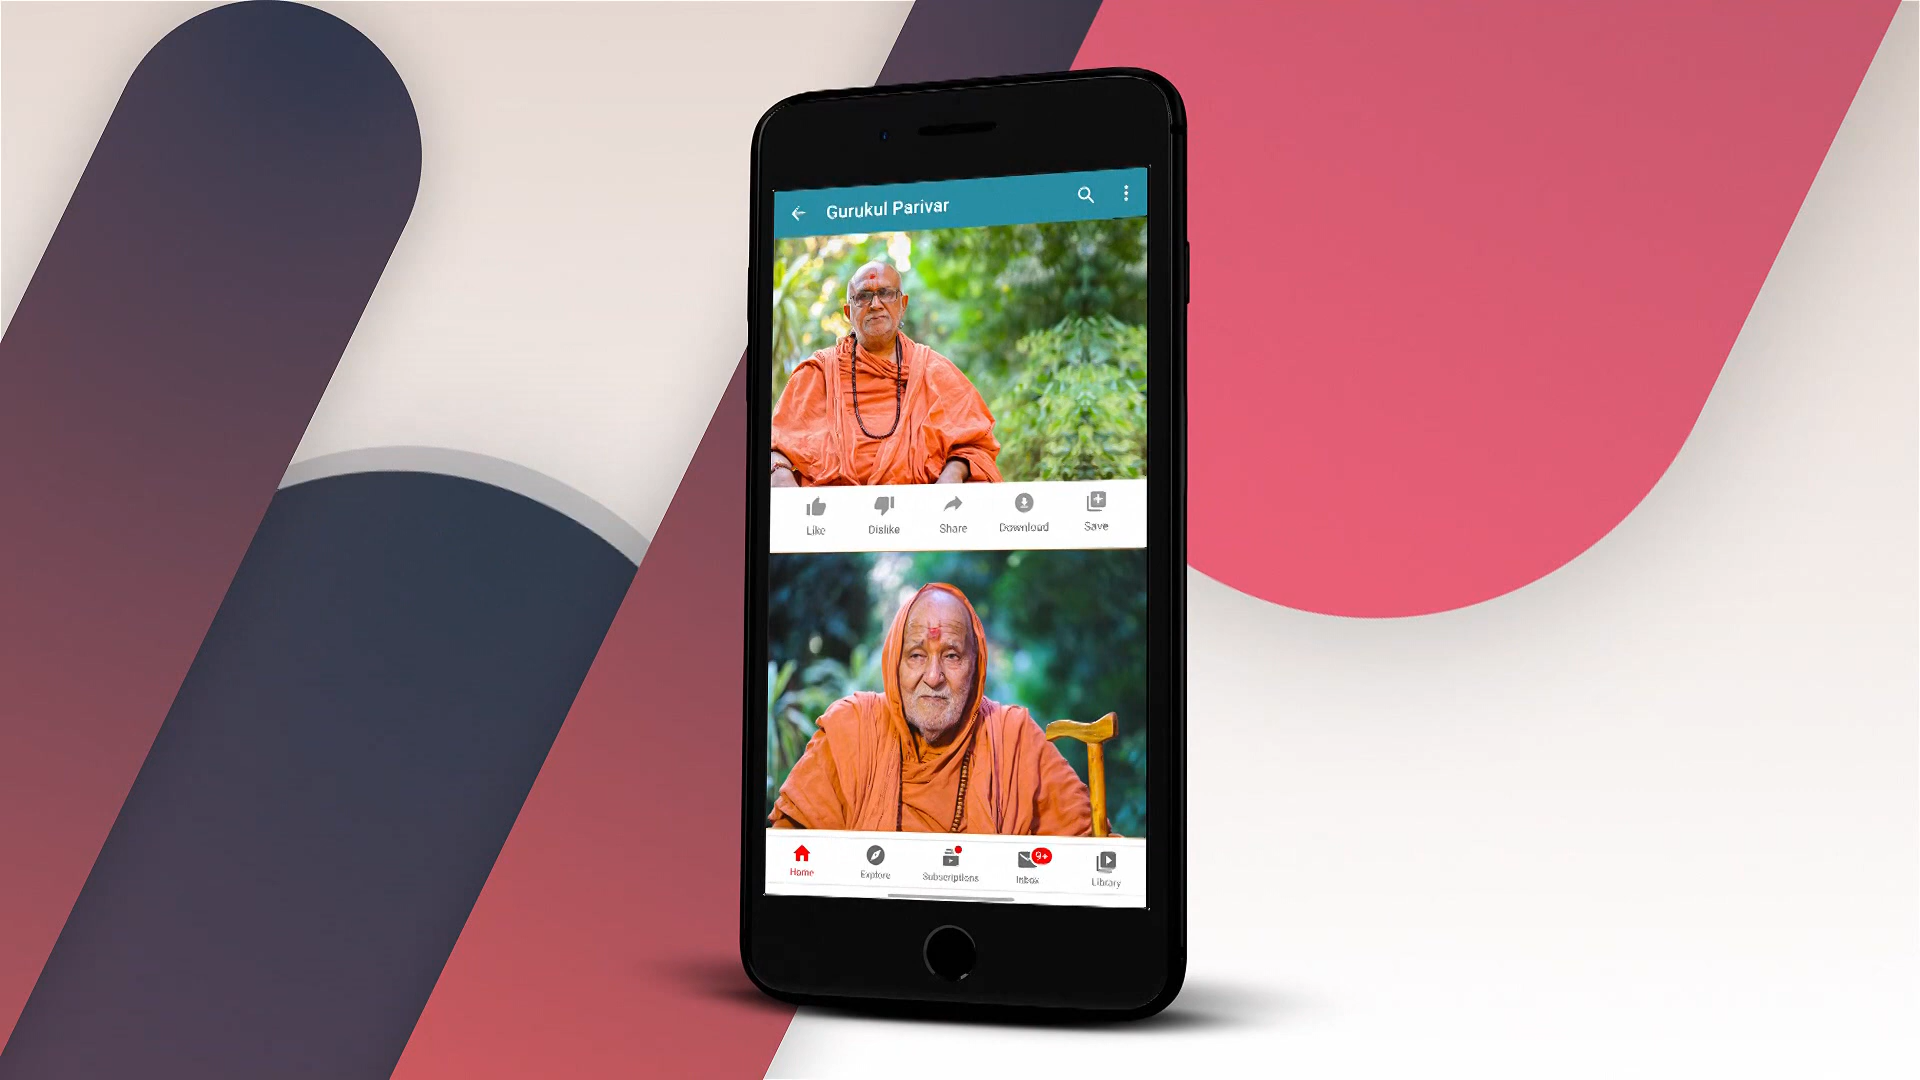 Gurukul Parivar
Like Dislike Share Download Save
Home Explore Subscriptions Inbox 9+ Library